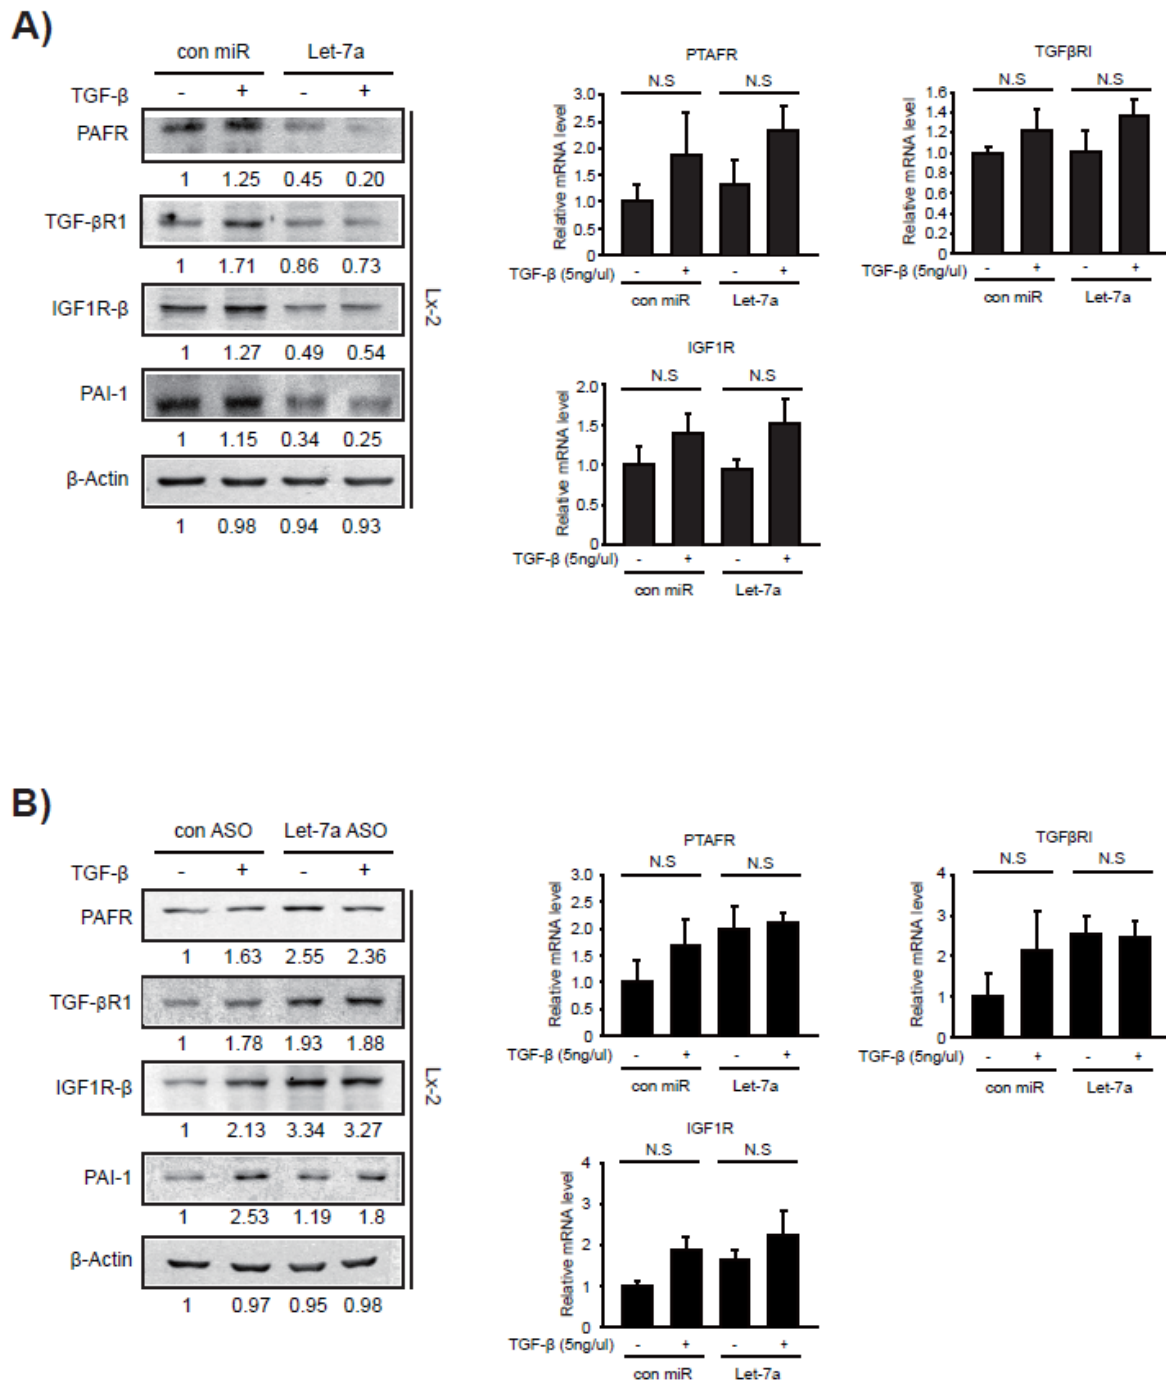 A)
con miR Let-7a
TGF-β - + - +
PAFR
1 1.25 0.45 0.20
TGF-βR1
1 1.71 0.86 0.73
IGF1R-β
1 1.27 0.49 0.54
PAI-1
1 1.15 0.34 0.25
β-Actin
1 0.98 0.94 0.93
Lx-2
PTAFR
N.S N.S
Relative mRNA level
3.0
2.5
2.0
1.5
1.0
0.5
0
TGF-β (5ng/ul) - + - +
con miR Let-7a
TGFβRI
N.S N.S
Relative mRNA level
1.6
1.4
1.2
1.0
0.8
0.6
0.4
0.2
0
TGF-β (5ng/ul) - + - +
con miR Let-7a
IGF1R
N.S N.S
Relative mRNA level
2.0
1.5
1.0
0.5
0
TGF-β (5ng/ul) - + - +
con miR Let-7a
B)
con ASO Let-7a ASO
TGF-β - + - +
PAFR
1 1.63 2.55 2.36
TGF-βR1
1 1.78 1.93 1.88
IGF1R-β
1 2.13 3.34 3.27
PAI-1
1 2.53 1.19 1.8
β-Actin
1 0.97 0.95 0.98
Lx-2
PTAFR
N.S N.S
Relative mRNA level
3.0
2.5
2.0
1.5
1.0
0.5
0
TGF-β (5ng/ul) - + - +
con miR Let-7a
TGFβRI
N.S N.S
Relative mRNA level
4
3
2
1
0
TGF-β (5ng/ul) - + - +
con miR Let-7a
IGF1R
N.S N.S
Relative mRNA level
4
3
2
1
0
TGF-β (5ng/ul) - + - +
con miR Let-7a